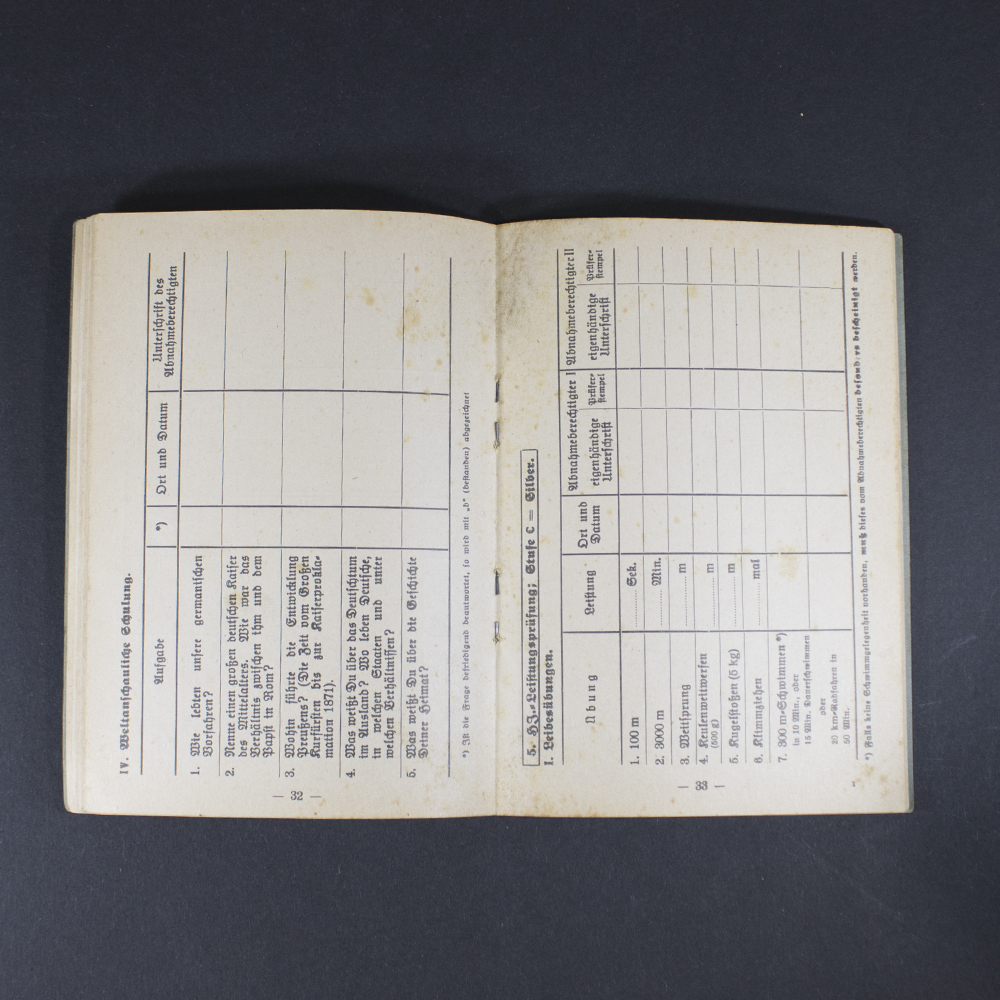 IV. Weltanschauliche Schulung.
Aufgabe
*)
Ort und Datum
Unterschrift des
Abnahmeberechtigten
1. Wie lebten unsere germanischen
Vorfahren?
2. Nenne einen großen deutschen Kaiser
des Mittelalters. Wie war das
Verhältnis zwischen ihm und dem
Papst in Rom?
3. Wohin führte die Entwicklung
Preußens? (Die Zeit vom Großen
Kurfürsten bis zur Kaiserprokla-
mation 1871).
4. Was weißt Du über das Deutschtum
im Ausland? Wo leben Deutsche,
in welchen Staaten und unter
welchen Verhältnissen?
5. Was weißt Du über die Geschichte
Deiner Heimat?
*) Ist die Frage befriedigend beantwortet, so wird mit „b“ (bestanden) abgezeichnet
— 32 —
5. HJ.-Leistungsprüfung; Stufe C = Silber.
I. Leibesübungen.
Übung
Leistung
Ort und
Datum
Abnahmeberechtigter I
eigenhändige
Unterschrift
Prüfer-
stempel
Abnahmeberechtigter II
eigenhändige
Unterschrift
Prüfer-
stempel
1. 100 m ........ Sek.
2. 3000 m ........ Min.
3. Weitsprung ........ m
4. Keulenweitwerfen ........ m
(500 g)
5. Kugelstoßen (5 kg) ........ m
6. Klimmziehen ........ mal
7. 300 m-Schwimmen *)
in 10 Min., oder
15 Min. Dauerschwimmen
oder
20 km-Radfahren in
50 Min.
*) Falls keine Schwimmgelegenheit vorhanden, muß dieses vom Abnahmeberechtigten besonders bescheinigt werden.
— 33 —